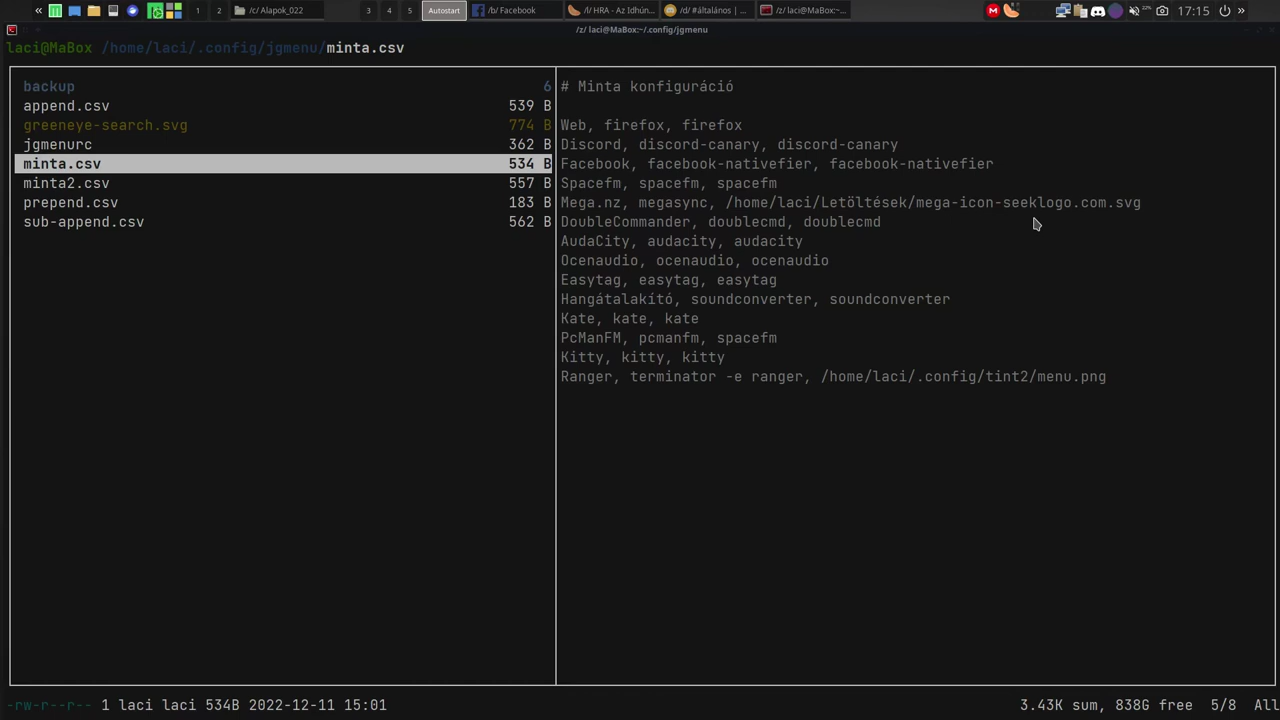 « 1 2 /c/ Alapok_022 3 4 5 Autostart /b/ Facebook /l/ HRA - Az Idhún... /d/ #általános | ... /z/ laci@MaBox:~... M 22% 17:15 »
/z/ laci@MaBox:~/.config/jgmenu
laci@MaBox /home/laci/.config/jgmenu/minta.csv
backup 6
append.csv 539 B
greeneye-search.svg 774 B
jgmenurc 362 B
minta.csv 534 B
minta2.csv 557 B
prepend.csv 183 B
sub-append.csv 562 B
# Minta konfiguráció
Web, firefox, firefox
Discord, discord-canary, discord-canary
Facebook, facebook-nativefier, facebook-nativefier
Spacefm, spacefm, spacefm
Mega.nz, megasync, /home/laci/Letöltések/mega-icon-seeklogo.com.svg
DoubleCommander, doublecmd, doublecmd
AudaCity, audacity, audacity
Ocenaudio, ocenaudio, ocenaudio
Easytag, easytag, easytag
Hangátalakító, soundconverter, soundconverter
Kate, kate, kate
PcManFM, pcmanfm, spacefm
Kitty, kitty, kitty
Ranger, terminator -e ranger, /home/laci/.config/tint2/menu.png
-rw-r--r-- 1 laci laci 534B 2022-12-11 15:01 3.43K sum, 838G free 5/8 All